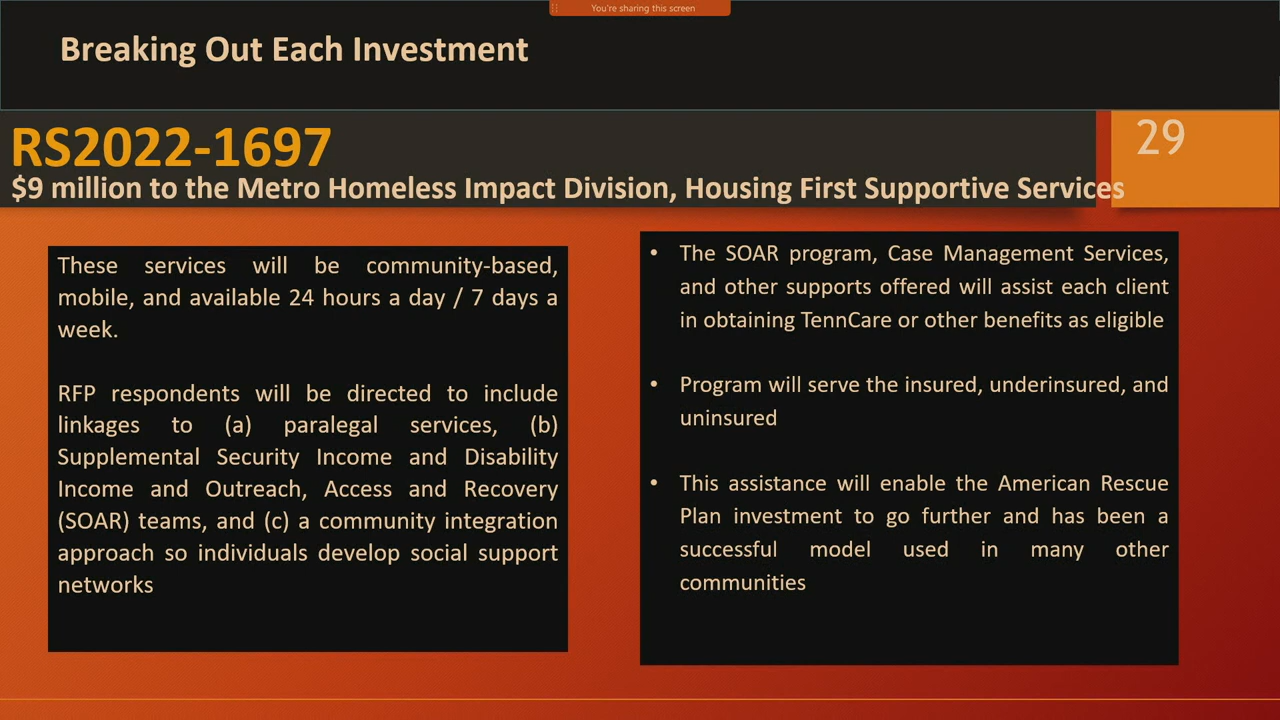 You're sharing this screen
Breaking Out Each Investment
RS2022-1697
29
$9 million to the Metro Homeless Impact Division, Housing First Supportive Services
These services will be community-based,
mobile, and available 24 hours a day / 7 days a
week.
RFP respondents will be directed to include
linkages to (a) paralegal services, (b)
Supplemental Security Income and Disability
Income and Outreach, Access and Recovery
(SOAR) teams, and (c) a community integration
approach so individuals develop social support
networks
• The SOAR program, Case Management Services,
and other supports offered will assist each client
in obtaining TennCare or other benefits as eligible
• Program will serve the insured, underinsured, and
uninsured
• This assistance will enable the American Rescue
Plan investment to go further and has been a
successful model used in many other
communities